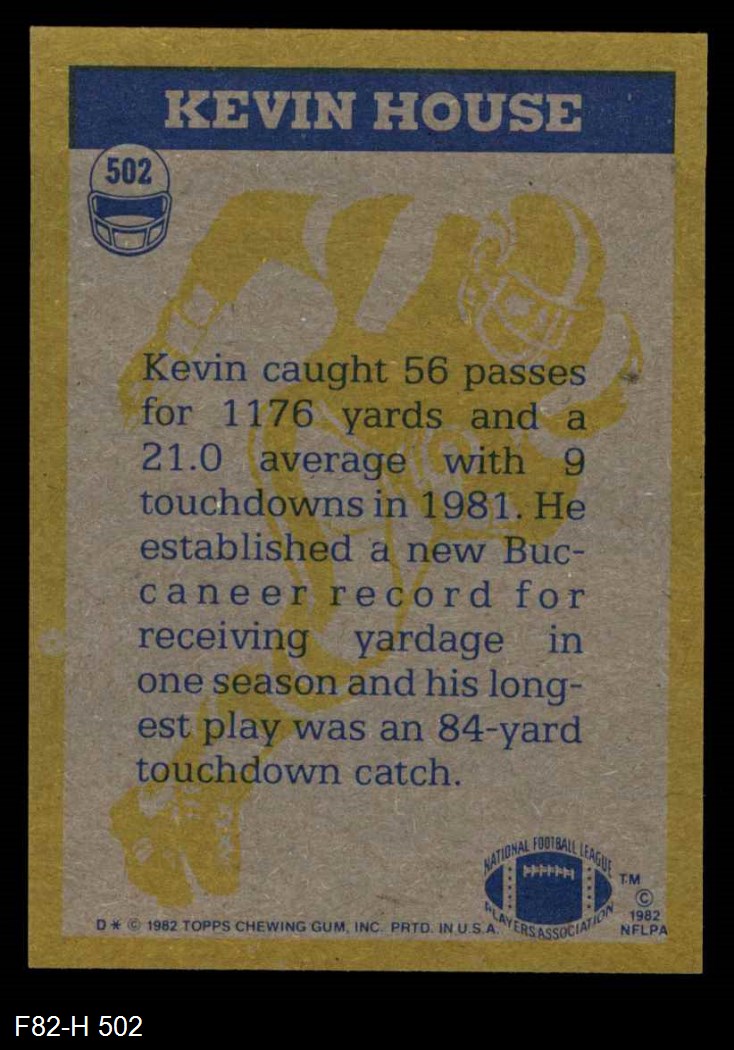 KEVIN HOUSE
502
Kevin caught 56 passes
for 1176 yards and a
21.0 average with 9
touchdowns in 1981. He
established a new Buc-
caneer record for
receiving yardage in
one season and his long-
est play was an 84-yard
touchdown catch.
NATIONAL FOOTBALL LEAGUE
PLAYERS ASSOCIATION
TM
©
1982
NFLPA
D * © 1982 TOPPS CHEWING GUM, INC. PRTD. IN U.S.A.
F82-H 502